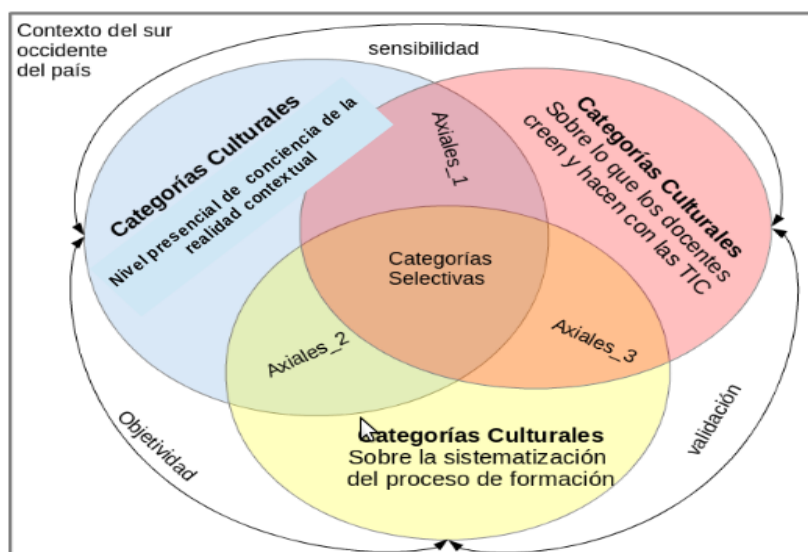 Contexto del sur
occidente
del país
sensibilidad
Categorías Culturales
Nivel presencial de conciencia de la
realidad contextual
Axiales_1
Categorías Culturales
Sobre lo que los docentes
creen y hacen con las TIC
Categorías
Selectivas
Axiales_2
Axiales_3
Objetividad
validación
Categorías Culturales
Sobre la sistematización
del proceso de formación